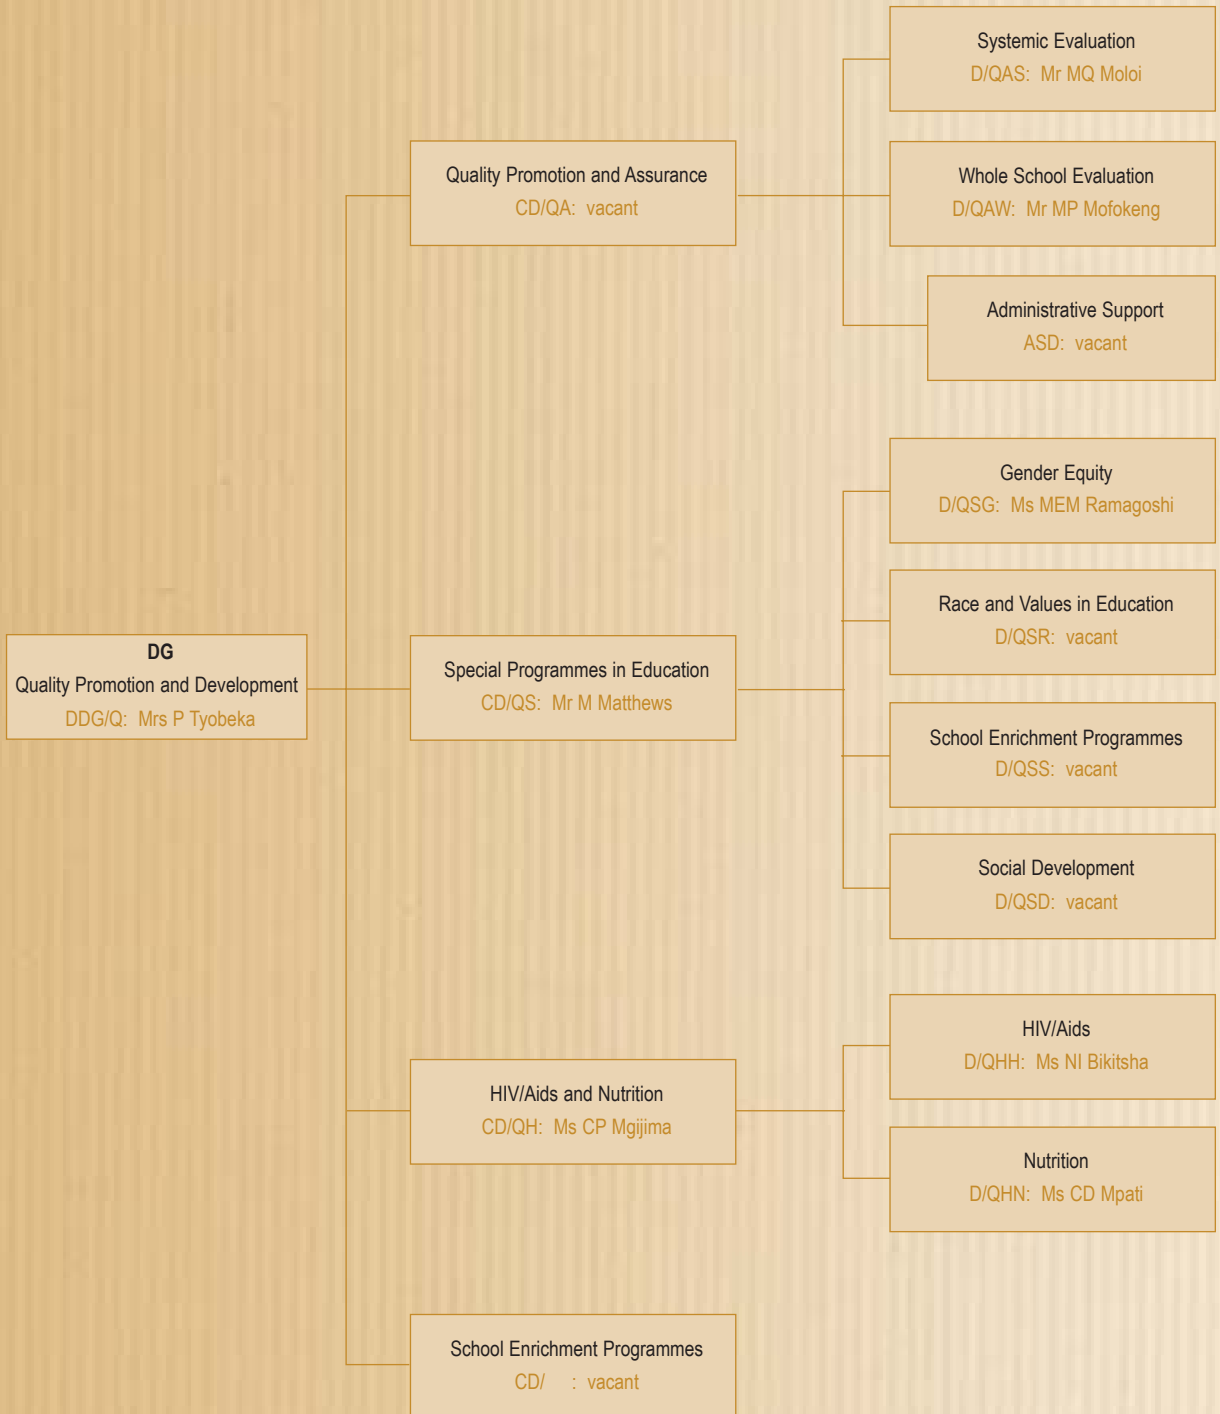 DG
Quality Promotion and Development
DDG/Q: Mrs P Tyobeka
Quality Promotion and Assurance
CD/QA: vacant
Systemic Evaluation
D/QAS: Mr MQ Moloi
Whole School Evaluation
D/QAW: Mr MP Mofokeng
Administrative Support
ASD: vacant
Special Programmes in Education
CD/QS: Mr M Matthews
Gender Equity
D/QSG: Ms MEM Ramagoshi
Race and Values in Education
D/QSR: vacant
School Enrichment Programmes
D/QSS: vacant
Social Development
D/QSD: vacant
HIV/Aids and Nutrition
CD/QH: Ms CP Mgijima
HIV/Aids
D/QHH: Ms NI Bikitsha
Nutrition
D/QHN: Ms CD Mpati
School Enrichment Programmes
CD/ : vacant